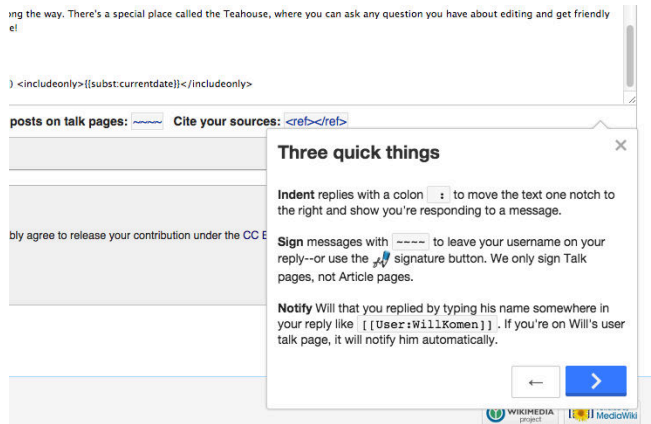 ong the way. There's a special place called the Teahouse, where you can ask any question you have about editing and get friendly
e!
) <includeonly>{{subst:currentdate}}</includeonly>
posts on talk pages: ~~~~ Cite your sources: <ref></ref>
Three quick things
Indent replies with a colon : to move the text one notch to
the right and show you're responding to a message.
bly agree to release your contribution under the CC
Sign messages with ~~~~ to leave your username on your
reply--or use the signature button. We only sign Talk
pages, not Article pages.
Notify Will that you replied by typing his name somewhere in
your reply like [[User:WillKomen]] . If you're on Will's user
talk page, it will notify him automatically.
WIKIMEDIA
project
MediaWiki